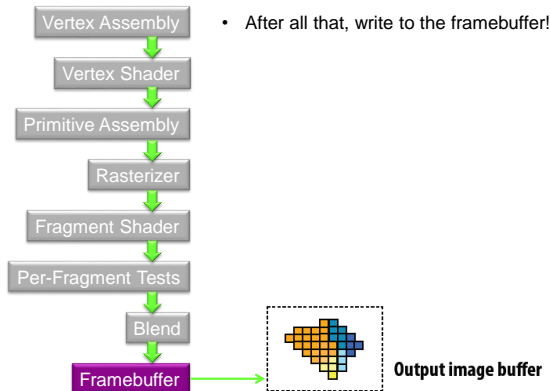 Vertex Assembly
• After all that, write to the framebuffer!
Vertex Shader
Primitive Assembly
Rasterizer
Fragment Shader
Per-Fragment Tests
Blend
Framebuffer
Output image buffer